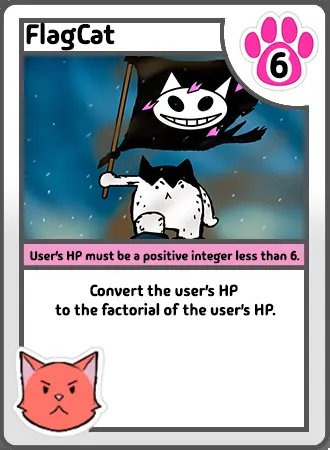 FlagCat
6
User's HP must be a positive integer less than 6.
Convert the user's HP
to the factorial of the user's HP.